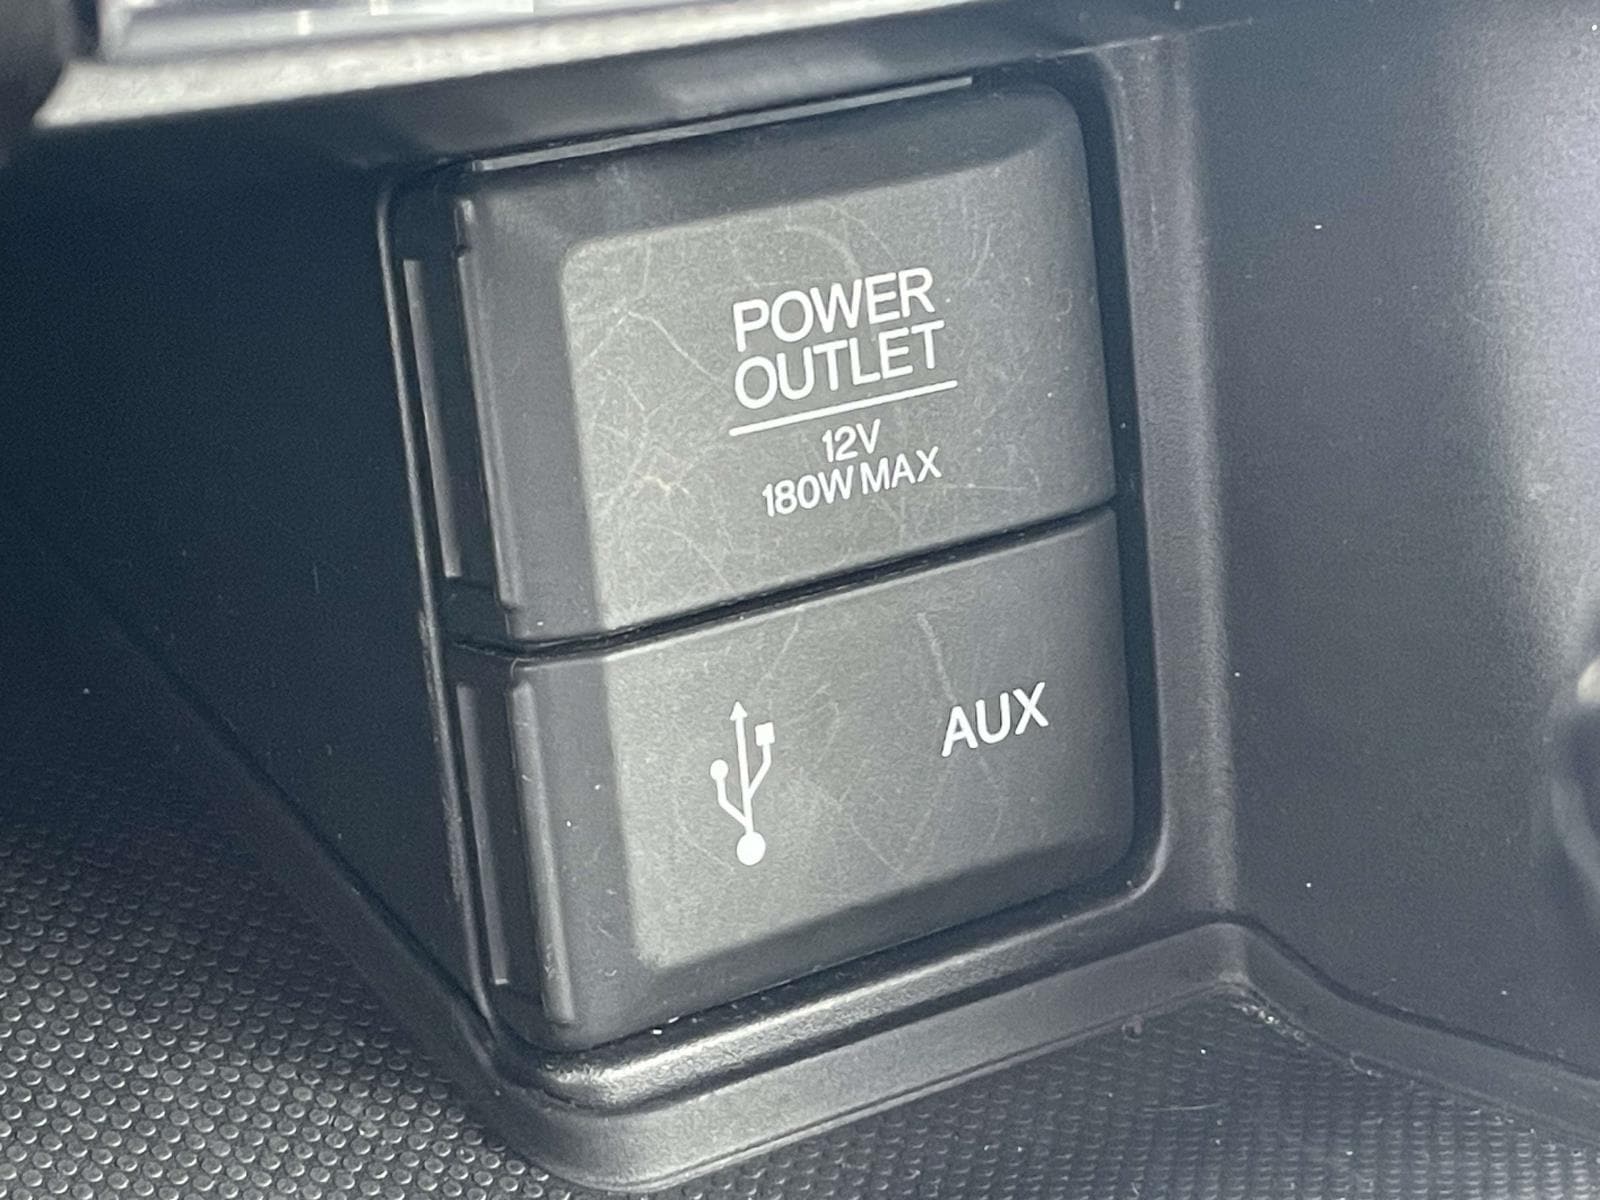 POWER
OUTLET
12V
180W MAX
AUX